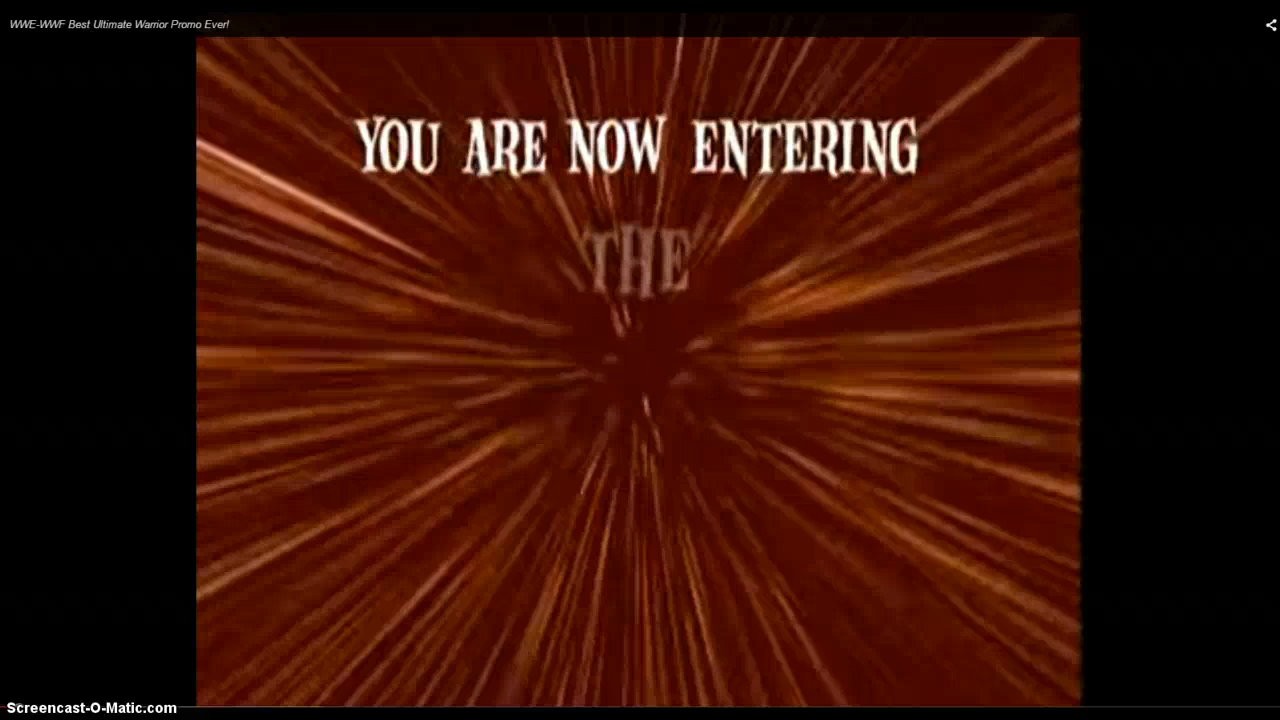 WWE-WWF Best Ultimate Warrior Promo Ever!
YOU ARE NOW ENTERING
THE
Screencast-O-Matic.com